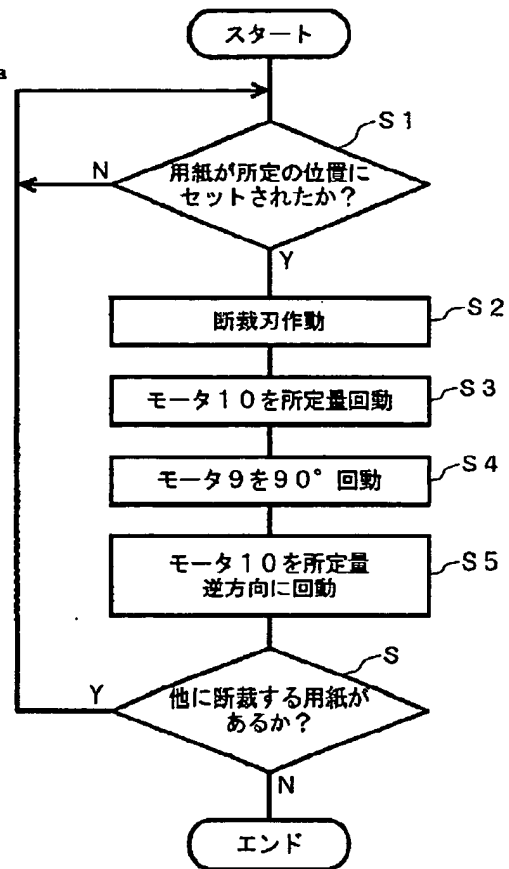 スタート
a
S1
用紙が所定の位置に
セットされたか？
N
Y
断裁刃作動
S2
モータ10を所定量回動
S3
モータ9を90°回動
S4
モータ10を所定量
逆方向に回動
S5
S
他に断裁する用紙が
あるか？
Y
N
エンド